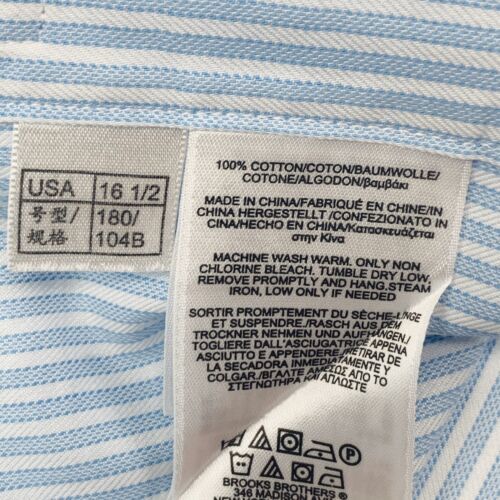 USA 16 1/2
号型/ 180/
规格 104B
100% COTTON/COTON/BAUMWOLLE/
COTONE/ALGODON/βαμβάκι
MADE IN CHINA/FABRIQUÉ EN CHINE/IN
CHINA HERGESTELLT /CONFEZIONATO IN
CINA/HECHO EN CHINA/Κατασκευάζεται
στην Κίνα
MACHINE WASH WARM. ONLY NON
CHLORINE BLEACH. TUMBLE DRY LOW,
REMOVE PROMPTLY AND HANG.STEAM
IRON, LOW ONLY IF NEEDED
SORTIR PROMPTEMENT DU SÈCHE-LINGE
ET SUSPENDRE./RASCH AUS DEM
TROCKNER NEHMEN UND AUFHÄNGEN./
TOGLIERE DALL'ASCIUGATRICE APPENA
ASCIUTTO E APPENDERE./RETIRAR DE
LA SECADORA INMEDIATAMENTE Y
COLGAR./ΒΓΑΛΤΕ ΑΜΕΣΩΣ ΑΠΟ ΤΟ
ΣΤΕΓΝΩΤΗΡΙΟ ΚΑΙ ΑΠΛΩΣΤΕ
BROOKS BROTHERS ®
346 MADISON